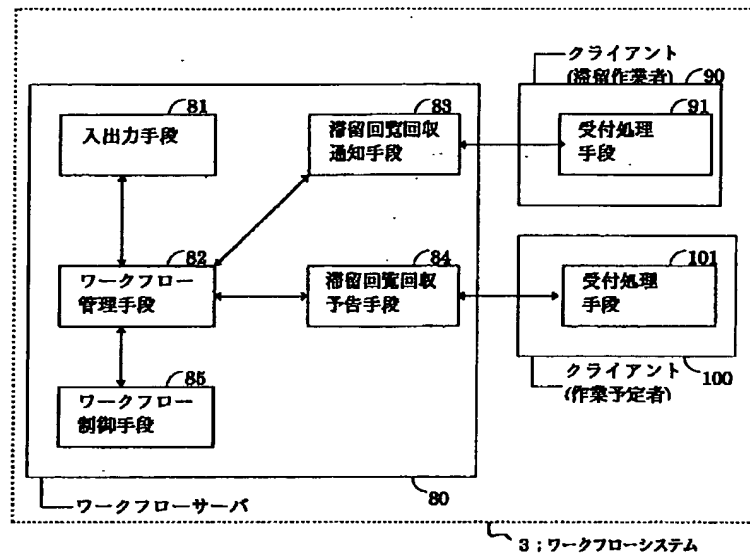 クライアント
(滞留作業者)
90
81
入出力手段
83
滞留回覧回収
通知手段
91
受付処理
手段
82
ワークフロー
管理手段
84
滞留回覧回収
予告手段
101
受付処理
手段
85
ワークフロー
制御手段
クライアント
(作業予定者)
100
ワークフローサーバ
80
3;ワークフローシステム